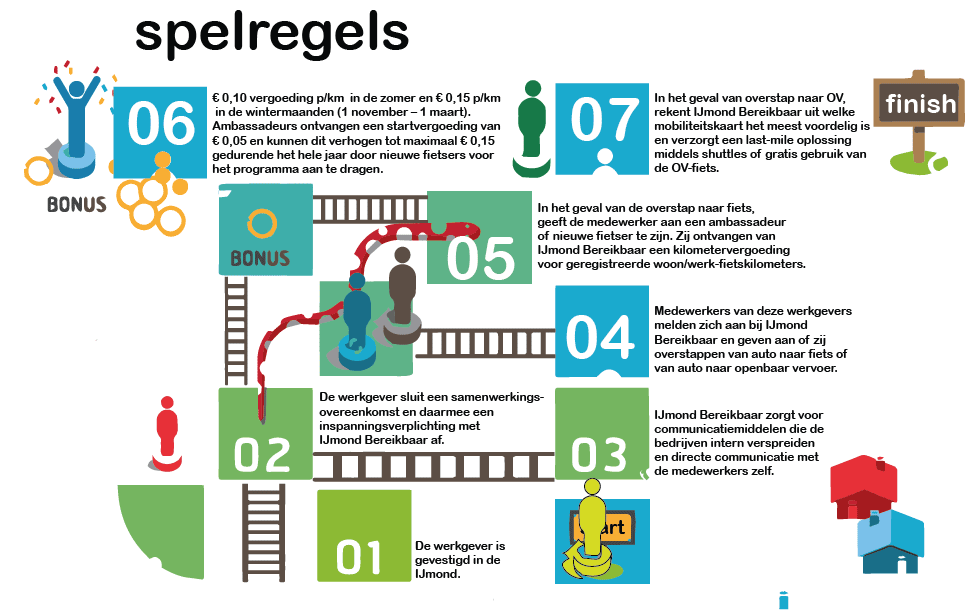 spelregels
06
€ 0,10 vergoeding p/km in de zomer en € 0,15 p/km
in de wintermaanden (1 november – 1 maart).
Ambassadeurs ontvangen een startvergoeding van
€ 0,05 en kunnen dit verhogen tot maximaal € 0,15
gedurende het hele jaar door nieuwe fietsers voor
het programma aan te dragen.
BONUS
07
In het geval van overstap naar OV,
rekent IJmond Bereikbaar uit welke
mobiliteitskaart het meest voordelig is
en verzorgt een last-mile oplossing
middels shuttles of gratis gebruik van
de OV-fiets.
finish
BONUS
05
In het geval van de overstap naar fiets,
geeft de medewerker aan een ambassadeur
of nieuwe fietser te zijn. Zij ontvangen van
IJmond Bereikbaar een kilometervergoeding
voor geregistreerde woon/werk-fietskilometers.
04
Medewerkers van deze werkgevers
melden zich aan bij IJmond
Bereikbaar en geven aan of zij
overstappen van auto naar fiets of
van auto naar openbaar vervoer.
02
De werkgever sluit een samenwerkings-
overeenkomst en daarmee een
inspanningsverplichting met
IJmond Bereikbaar af.
03
IJmond Bereikbaar zorgt voor
communicatiemiddelen die de
bedrijven intern verspreiden
en directe communicatie met
de medewerkers zelf.
01
De werkgever is
gevestigd in de
IJmond.